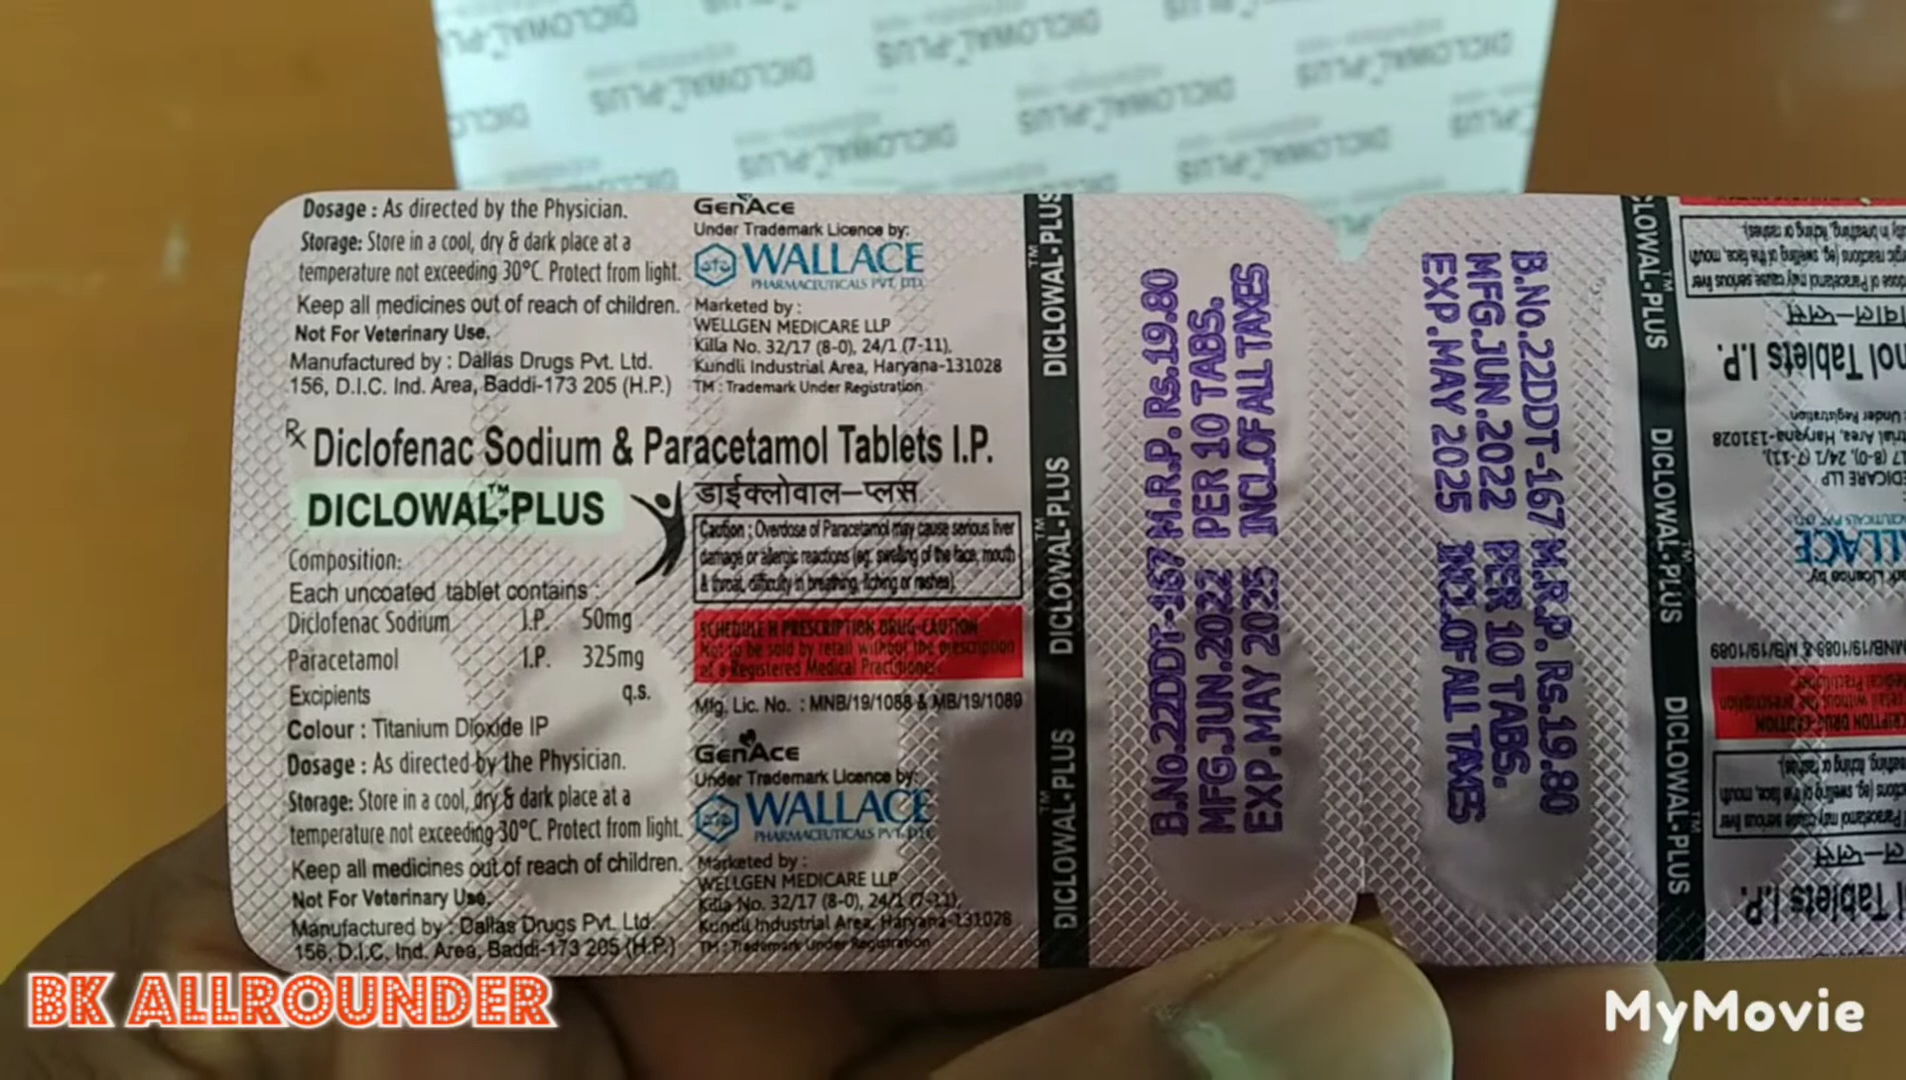 DICLOWAL-PLUS
Dosage : As directed by the Physician.
Storage: Store in a cool, dry & dark place at a
temperature not exceeding 30°C. Protect from light.
Keep all medicines out of reach of children.
Not For Veterinary Use.
Manufactured by : Dallas Drugs Pvt. Ltd.
156, D.I.C. Ind. Area, Baddi-173 205 (H.P.)
GenAce
Under Trademark Licence by:
WALLACE
PHARMACEUTICALS PVT. LTD.
Marketed by :
WELLGEN MEDICARE LLP
Killa No. 32/17 (8-0), 24/1 (7-11),
Kundli Industrial Area, Haryana-131028
TM : Trademark Under Registration
Rx Diclofenac Sodium & Paracetamol Tablets I.P.
DICLOWAL™-PLUS
डाईक्लोवाल–प्लस
Composition:
Each uncoated tablet contains :
Diclofenac Sodium I.P. 50mg
Paracetamol I.P. 325mg
Excipients q.s.
Colour : Titanium Dioxide IP
Dosage : As directed by the Physician.
Storage: Store in a cool, dry & dark place at a
temperature not exceeding 30°C. Protect from light.
Keep all medicines out of reach of children.
Not For Veterinary Use.
Manufactured by : Dallas Drugs Pvt. Ltd.
156, D.I.C. Ind. Area, Baddi-173 205 (H.P.)
Caution : Overdose of Paracetamol may cause serious liver
damage or allergic reactions (eg. swelling of the face, mouth
& throat, difficulty in breathing, itching or rashes).
SCHEDULE H PRESCRIPTION DRUG-CAUTION
Not to be sold by retail without the prescription
of a Registered Medical Practitioner.
Mfg. Lic. No. : MNB/19/1088 & MB/19/1089
GenAce
Under Trademark Licence by:
WALLACE
PHARMACEUTICALS PVT. LTD.
Marketed by :
WELLGEN MEDICARE LLP
Killa No. 32/17 (8-0), 24/1 (7-11),
Kundli Industrial Area, Haryana-131028
TM : Trademark Under Registration
DICLOWAL™-PLUS DICLOWAL™-PLUS DICLOWAL™-PLUS
B.No.22DDT-167 M.R.P. Rs.19.80
MFG.JUN.2022 PER 10 TABS.
EXP.MAY 2025 INCL.OF ALL TAXES
B.No.22DDT-167 M.R.P. Rs.19.80
MFG.JUN.2022 PER 10 TABS.
EXP.MAY 2025 INCL.OF ALL TAXES
DICLOWAL™-PLUS DICLOWAL™-PLUS
BK ALLROUNDER
MyMovie